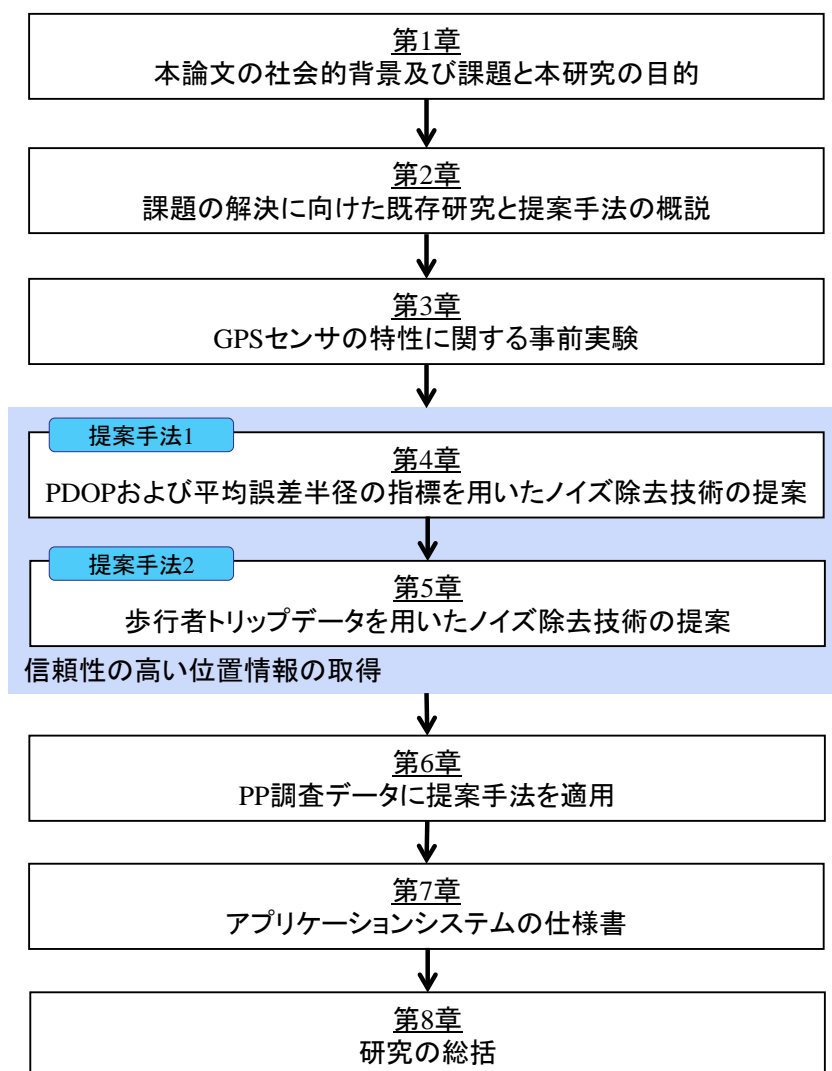 第1章
本論文の社会的背景及び課題と本研究の目的
第2章
課題の解決に向けた既存研究と提案手法の概説
第3章
GPSセンサの特性に関する事前実験
提案手法1
第4章
PDOPおよび平均誤差半径の指標を用いたノイズ除去技術の提案
提案手法2
第5章
歩行者トリップデータを用いたノイズ除去技術の提案
信頼性の高い位置情報の取得
第6章
PP調査データに提案手法を適用
第7章
アプリケーションシステムの仕様書
第8章
研究の総括